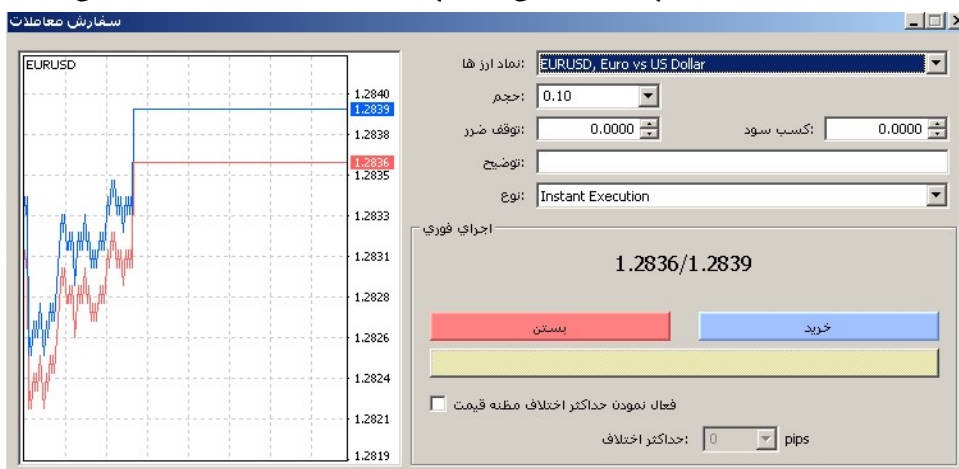 سفارش معاملات
EURUSD
1.2840
1.2839
1.2838
1.2836
1.2835
1.2833
1.2831
1.2828
1.2826
1.2824
1.2821
1.2819
نماد ارز ها: EURUSD, Euro vs US Dollar
حجم: 0.10
توقف ضرر: 0.0000 کسب سود: 0.0000
توضیح:
نوع: Instant Execution
اجراي فوري
1.2836/1.2839
بستن خرید
فعال نمودن حداکثر اختلاف مظنه قیمت
حداکثر اختلاف: 0 pips